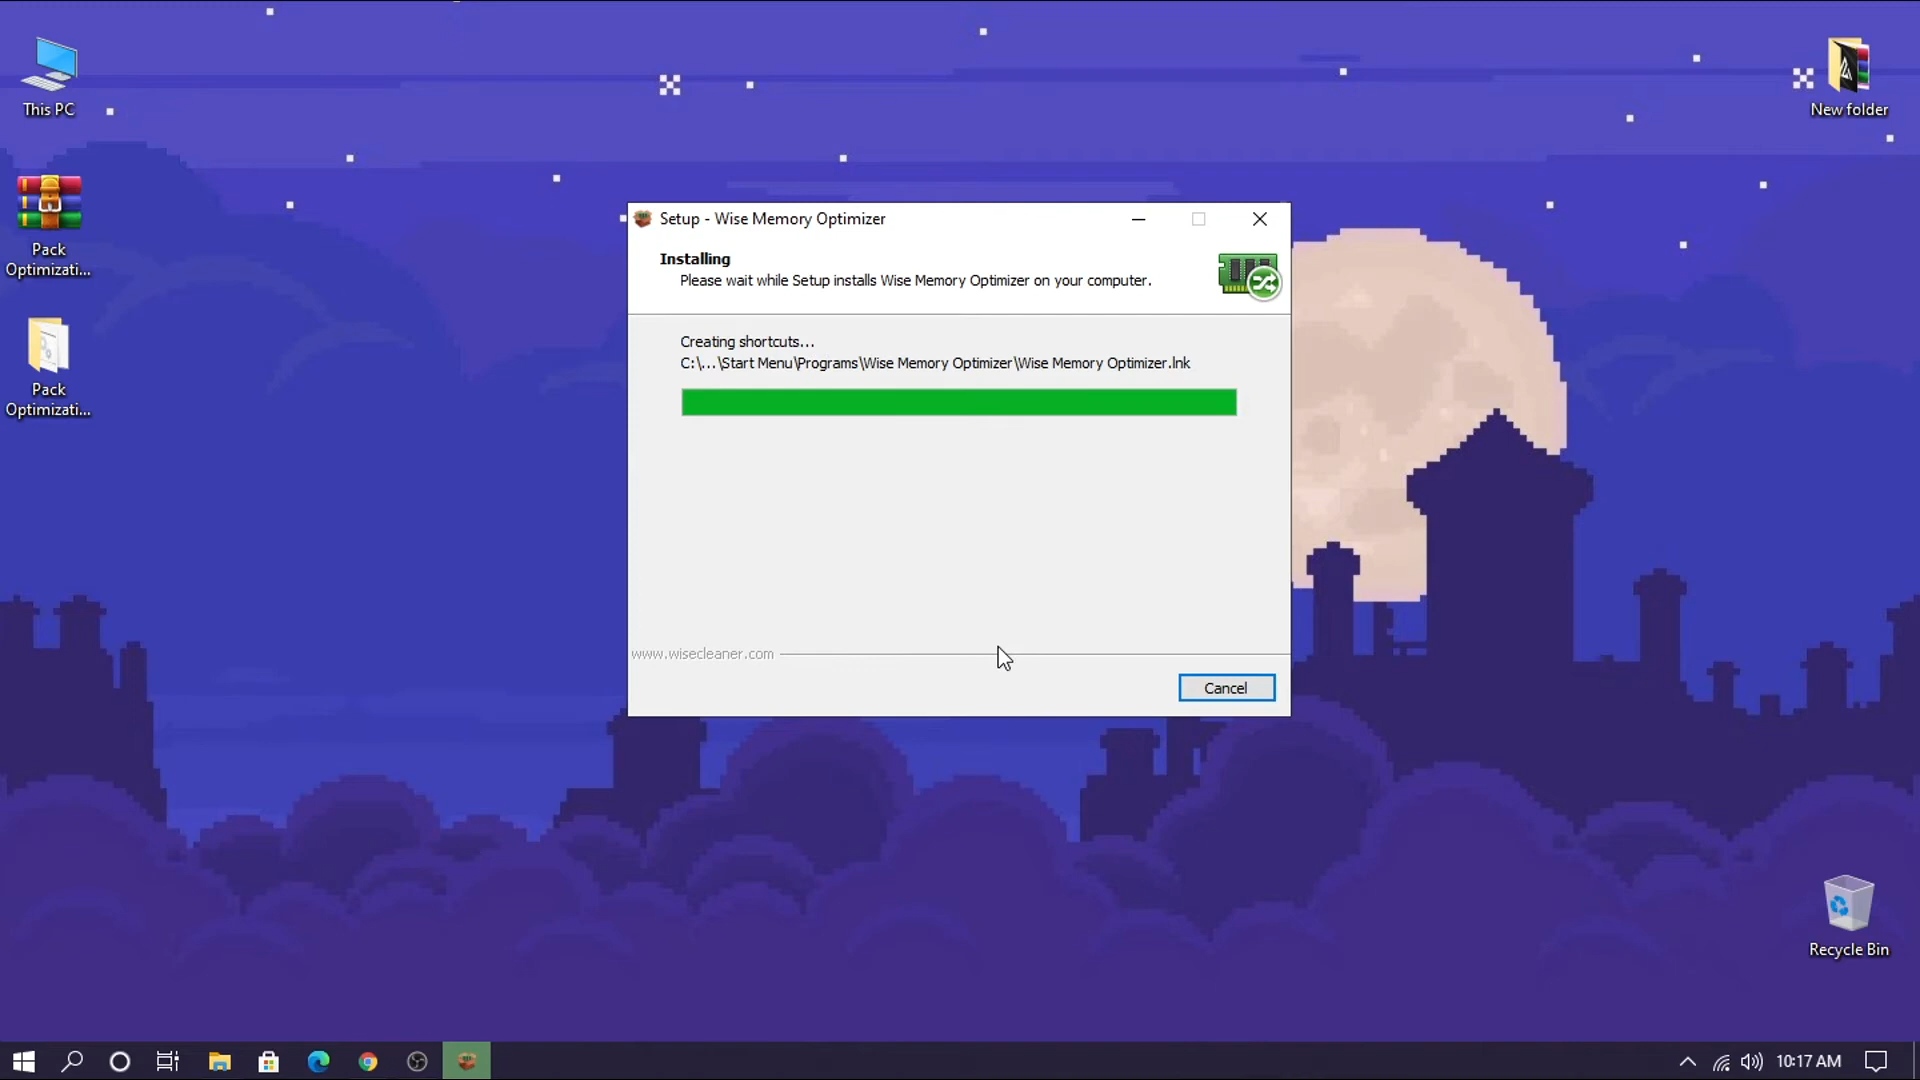 This PC
New folder
Pack
Optimizati...
Pack
Optimizati...
Setup - Wise Memory Optimizer
Installing
Please wait while Setup installs Wise Memory Optimizer on your computer.
Creating shortcuts...
C:\...\Start Menu\Programs\Wise Memory Optimizer\Wise Memory Optimizer.lnk
www.wisecleaner.com
Cancel
Recycle Bin
10:17 AM